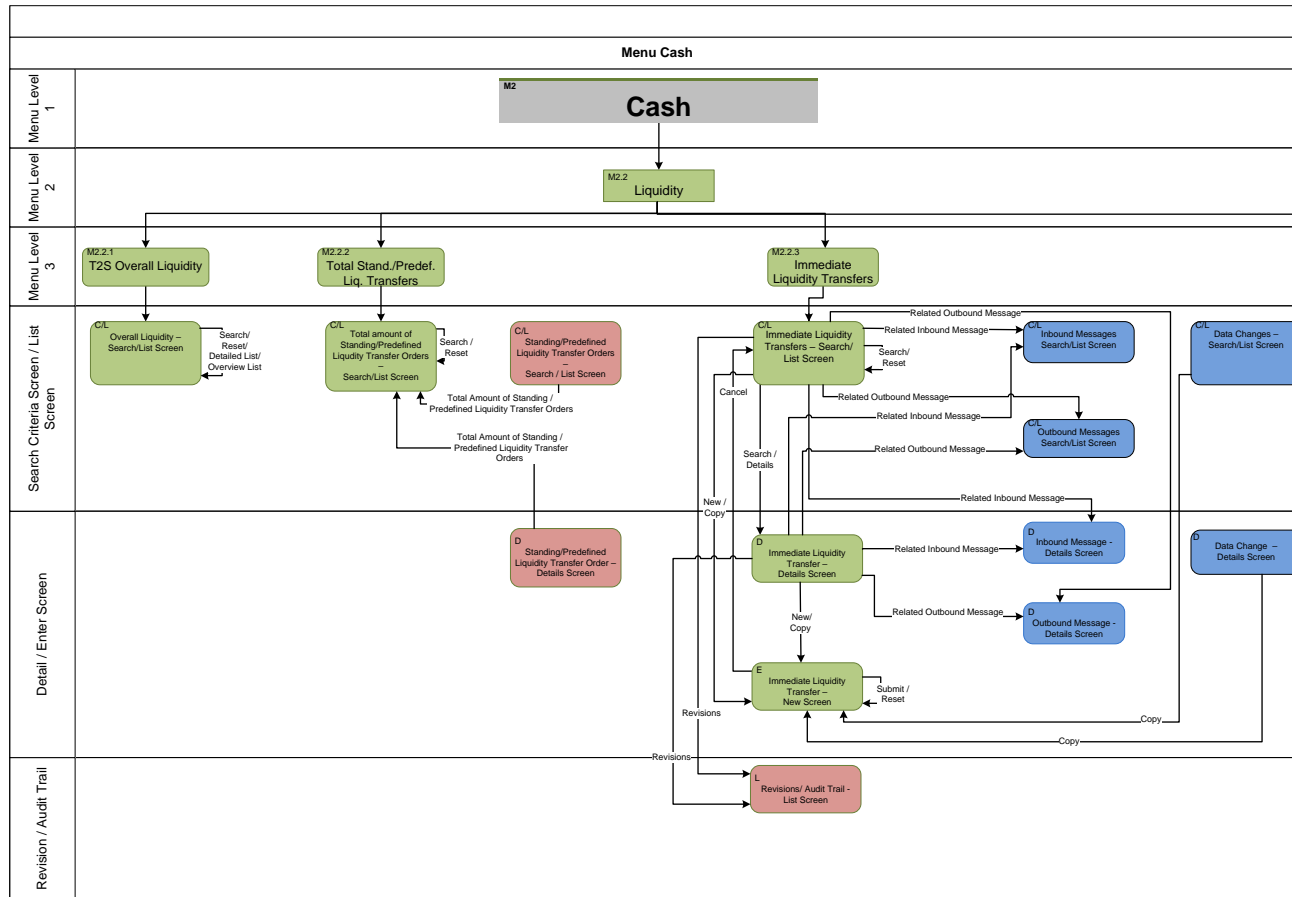 Menu Cash
Menu Level
1
M2
Cash
Menu Level
2
M2.2
Liquidity
Menu Level
3
M2.2.1
T2S Overall Liquidity
M2.2.2
Total Stand./Predef.
Liq. Transfers
M2.2.3
Immediate
Liquidity Transfers
Search Criteria Screen / List
Screen
C/L
Overall Liquidity –
Search/List Screen
Search/
Reset/
Detailed List/
Overview List
C/L
Total amount of
Standing/Predefined
Liquidity Transfer Orders
–
Search/List Screen
Search /
Reset
C/L
Standing/Predefined
Liquidity Transfer Orders
–
Search / List Screen
Total Amount of Standing /
Predefined Liquidity Transfer Orders
Total Amount of Standing /
Predefined Liquidity Transfer
Orders
C/L
Immediate Liquidity
Transfers – Search/
List Screen
Search/
Reset
Cancel
Related Outbound Message
Related Inbound Message
C/L
Inbound Messages
Search/List Screen
C/L
Data Changes –
Search/List Screen
Related Outbound Message
Related Inbound Message
C/L
Outbound Messages
Search/List Screen
Related Outbound Message
Search /
Details
Related Inbound Message
New /
Copy
Detail / Enter Screen
D
Standing/Predefined
Liquidity Transfer Order –
Details Screen
D
Immediate Liquidity
Transfer –
Details Screen
Related Inbound Message
D
Inbound Message -
Details Screen
D
Data Change –
Details Screen
Related Outbound Message
D
Outbound Message -
Details Screen
New/
Copy
E
Immediate Liquidity
Transfer –
New Screen
Submit /
Reset
Revisions
Copy
Copy
Revisions
Revision / Audit Trail
L
Revisions/ Audit Trail -
List Screen